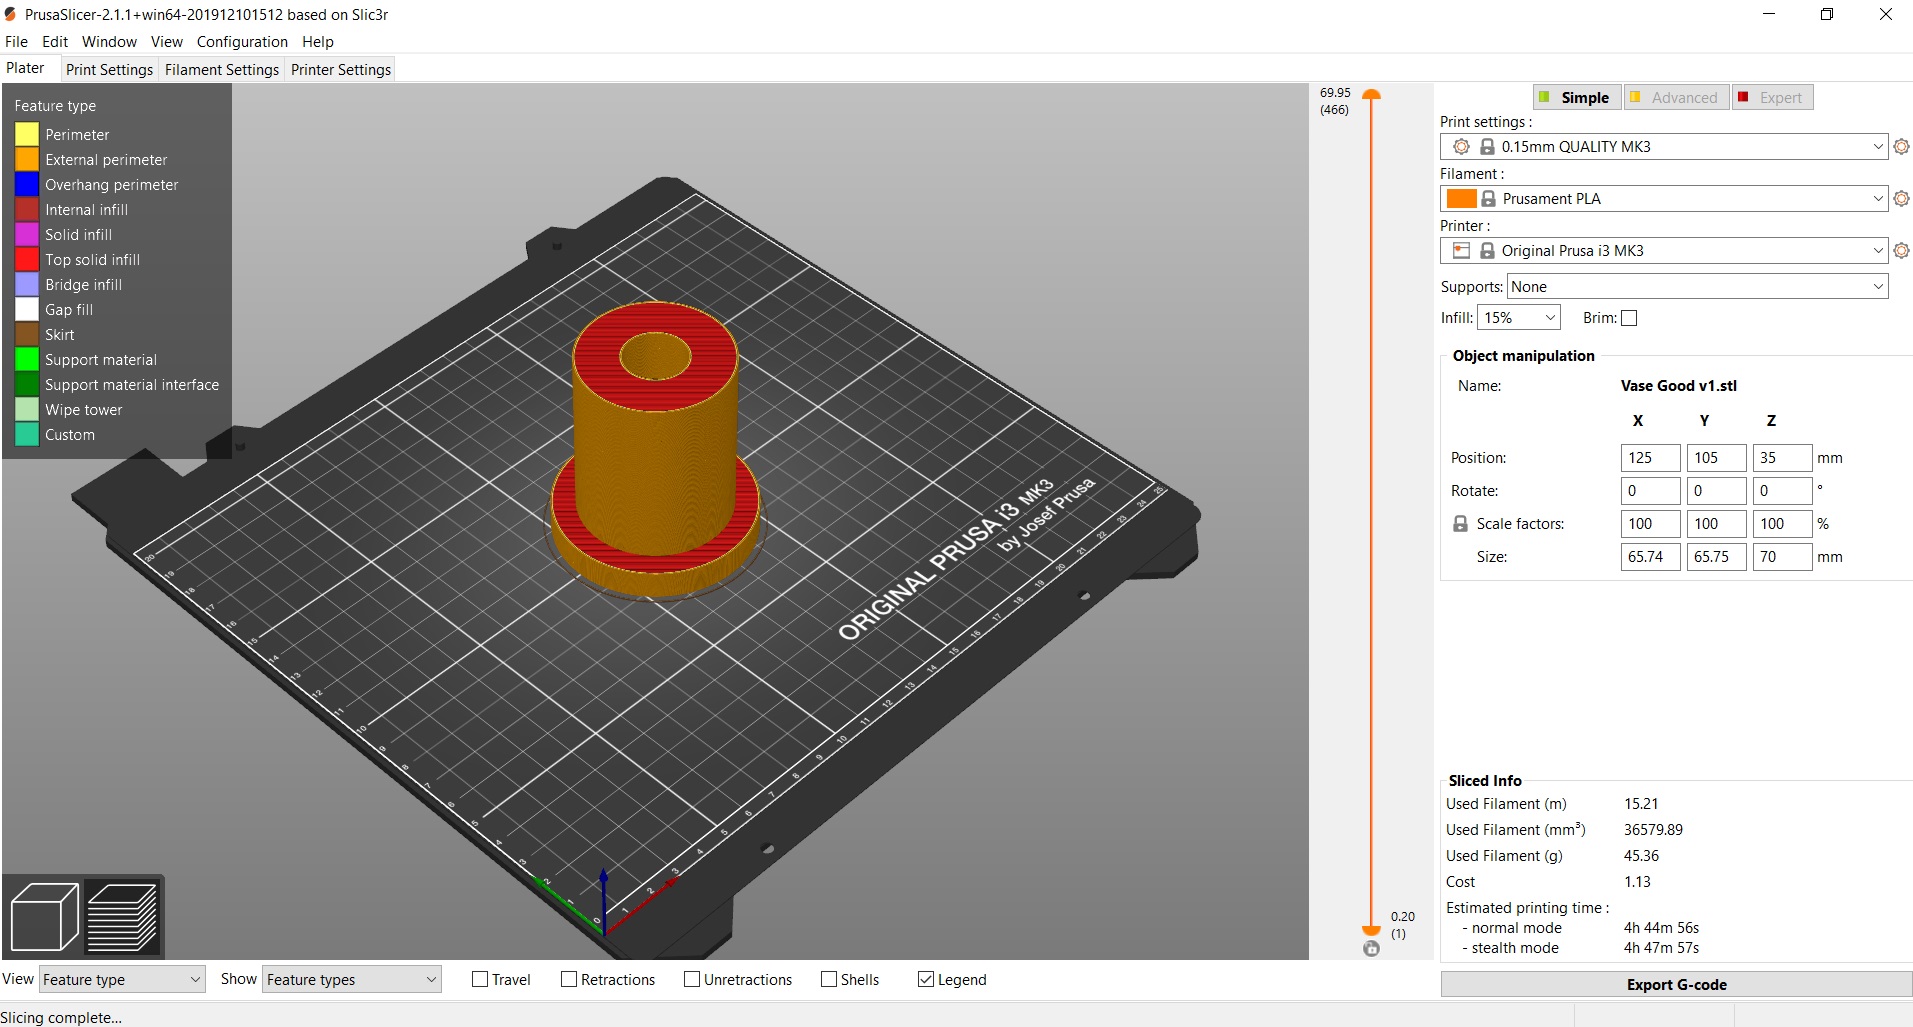 PrusaSlicer-2.1.1+win64-201912101512 based on Slic3r
File Edit Window View Configuration Help
Plater Print Settings Filament Settings Printer Settings
Feature type
Perimeter
External perimeter
Overhang perimeter
Internal infill
Solid infill
Top solid infill
Bridge infill
Gap fill
Skirt
Support material
Support material interface
Wipe tower
Custom
ORIGINAL PRUSA i3 MK3
by Josef Prusa
69.95
(466)
0.20
(1)
Simple Advanced Expert
Print settings :
0.15mm QUALITY MK3
Filament :
Prusament PLA
Printer :
Original Prusa i3 MK3
Supports: None
Infill: 15% Brim:
Object manipulation
Name: Vase Good v1.stl
X Y Z
Position: 125 105 35 mm
Rotate: 0 0 0 °
Scale factors: 100 100 100 %
Size: 65.74 65.75 70 mm
Sliced Info
Used Filament (m) 15.21
Used Filament (mm³) 36579.89
Used Filament (g) 45.36
Cost 1.13
Estimated printing time :
- normal mode 4h 44m 56s
- stealth mode 4h 47m 57s
Export G-code
View Feature type Show Feature types Travel Retractions Unretractions Shells Legend
Slicing complete...